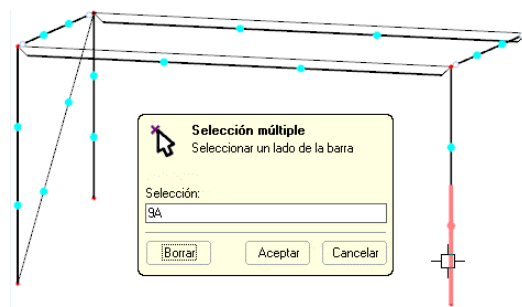 Selección múltiple
Seleccionar un lado de la barra
Selección:
9A
Borrar
Aceptar
Cancelar